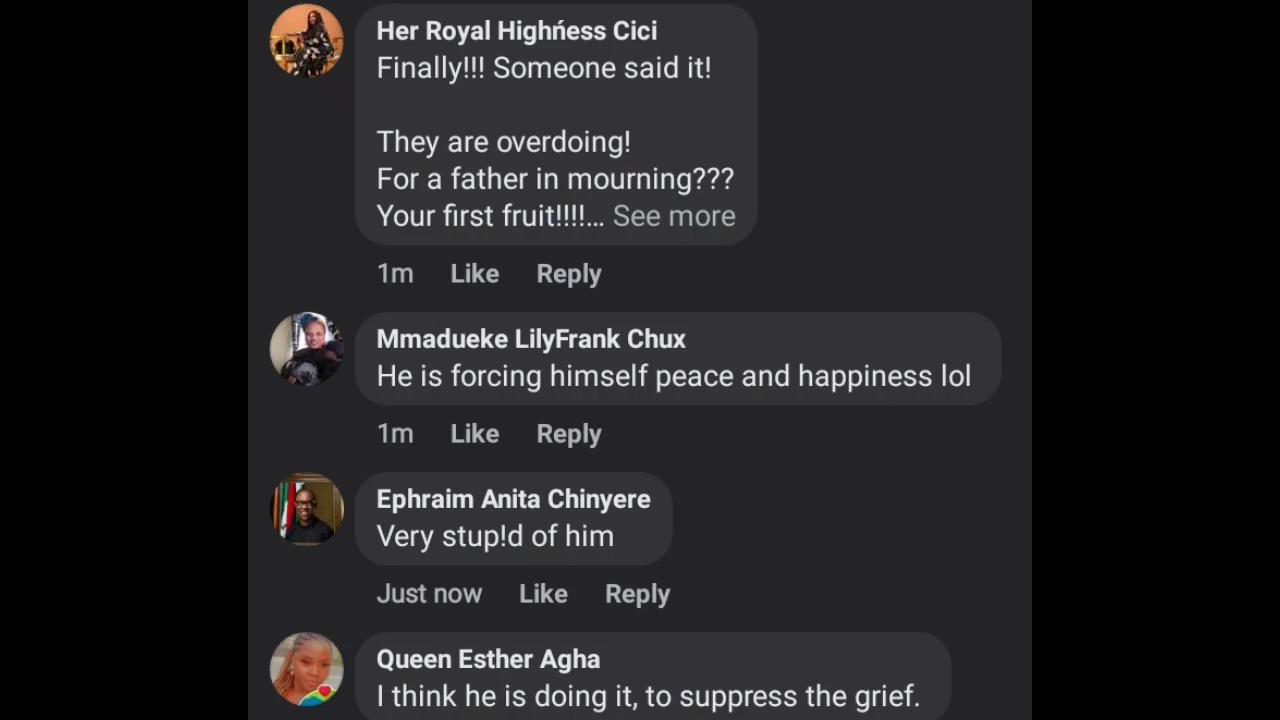 Her Royal Highńess Cici
Finally!!! Someone said it!
They are overdoing!
For a father in mourning???
Your first fruit!!!!... See more
1m Like Reply
Mmadueke LilyFrank Chux
He is forcing himself peace and happiness lol
1m Like Reply
Ephraim Anita Chinyere
Very stup!d of him
Just now Like Reply
Queen Esther Agha
I think he is doing it, to suppress the grief.